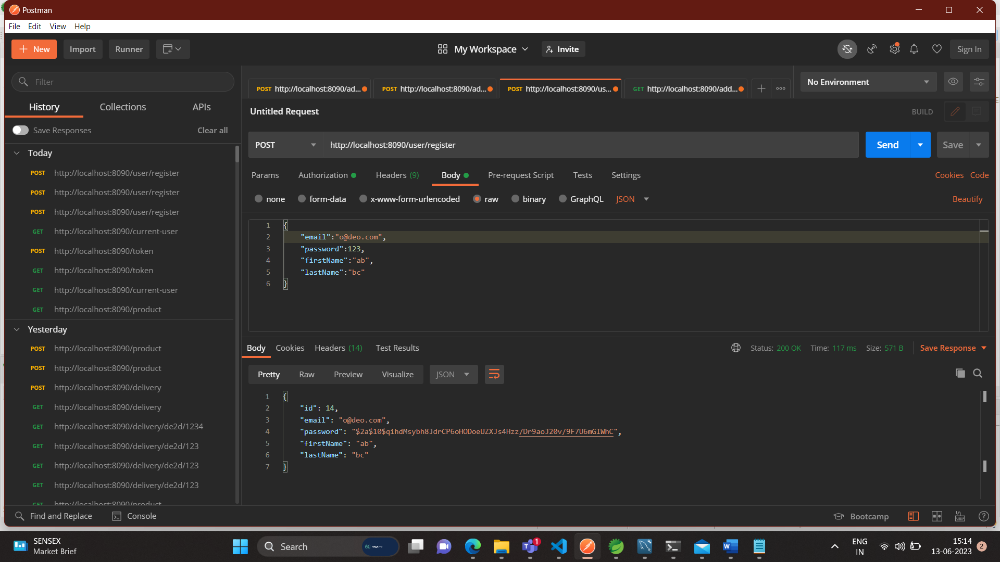 Postman
File Edit View Help
New Import Runner
My Workspace Invite
Sign In
Filter
History Collections APIs
Save Responses Clear all
Today
POST http://localhost:8090/user/register
POST http://localhost:8090/user/register
POST http://localhost:8090/user/register
GET http://localhost:8090/current-user
POST http://localhost:8090/token
GET http://localhost:8090/token
GET http://localhost:8090/current-user
GET http://localhost:8090/product
Yesterday
POST http://localhost:8090/product
POST http://localhost:8090/product
POST http://localhost:8090/delivery
GET http://localhost:8090/delivery
GET http://localhost:8090/delivery/de2d/1234
GET http://localhost:8090/delivery/de2d/123
GET http://localhost:8090/delivery/de2d/123
GET http://localhost:8090/delivery/de2d/123
GET http://localhost:8090/product
POST http://localhost:8090/ad... POST http://localhost:8090/ad... POST http://localhost:8090/us... GET http://localhost:8090/add...
No Environment
Untitled Request
BUILD
POST http://localhost:8090/user/register
Send Save
Params Authorization Headers (9) Body Pre-request Script Tests Settings
Cookies Code
none form-data x-www-form-urlencoded raw binary GraphQL JSON
Beautify
1 {
2 "email":"o@deo.com",
3 "password":123,
4 "firstName":"ab",
5 "lastName":"bc"
6 }
Body Cookies Headers (14) Test Results
Status: 200 OK Time: 117 ms Size: 571 B Save Response
Pretty Raw Preview Visualize JSON
1 {
2 "id": 14,
3 "email": "o@deo.com",
4 "password": "$2a$10$qihdMsybh8JdrCP6oHODoeUZXJs4Hzz/Dr9aoJ20v/9F7U6mGIWhC",
5 "firstName": "ab",
6 "lastName": "bc"
7 }
Find and Replace Console
Bootcamp
SENSEX
Market Brief
Search
nagarro
1
ENG
IN
15:14
13-06-2023
2